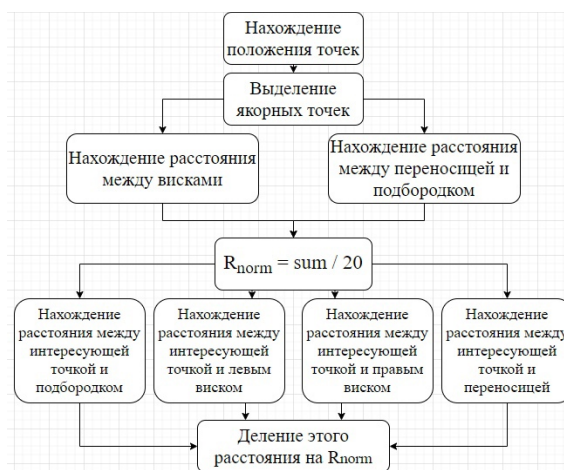 Нахождение
положения точек
Выделение
якорных точек
Нахождение расстояния
между висками
Нахождение расстояния
между переносицей и
подбородком
Rnorm = sum / 20
Нахождение
расстояния между
интересующей
точкой и
подбородком
Нахождение
расстояния между
интересующей
точкой и левым
виском
Нахождение
расстояния между
интересующей
точкой и правым
виском
Нахождение
расстояния между
интересующей
точкой и
переносицей
Деление этого
расстояния на Rnorm